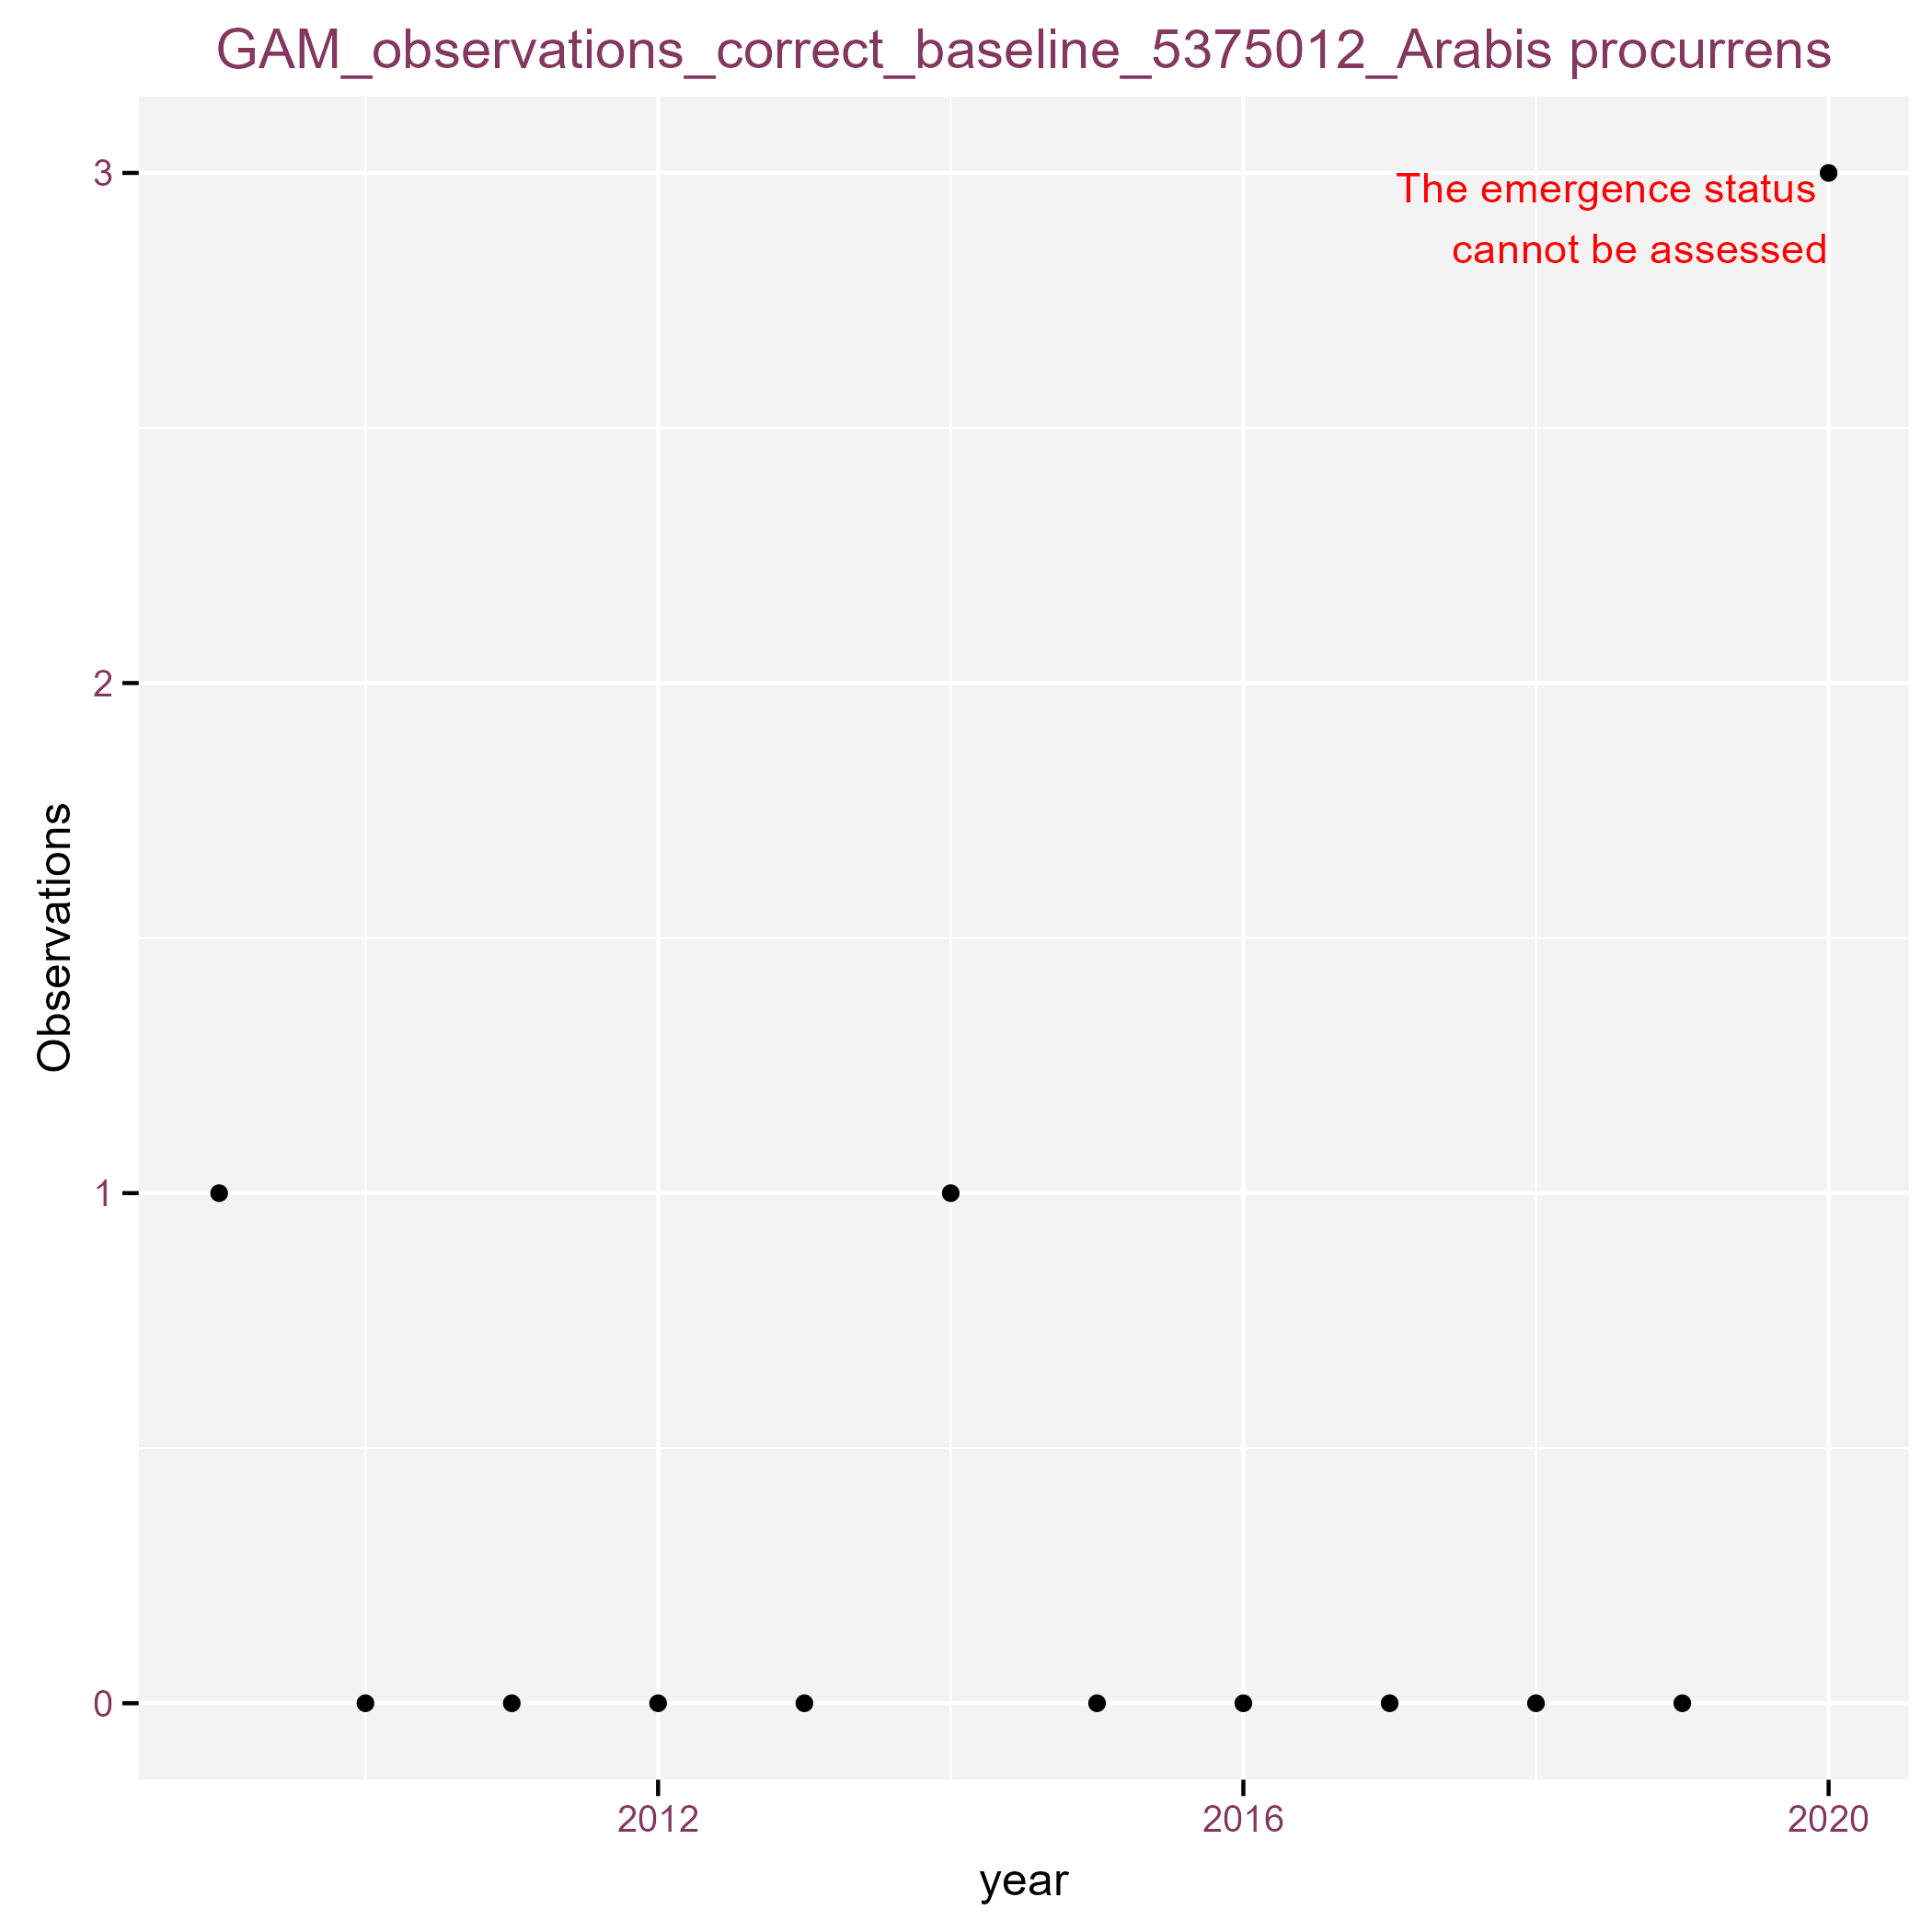 GAM_observations_correct_baseline_5375012_Arabis procurrens
3
The emergence status
cannot be assessed
2
Observations
1
0
2012 2016 2020
year